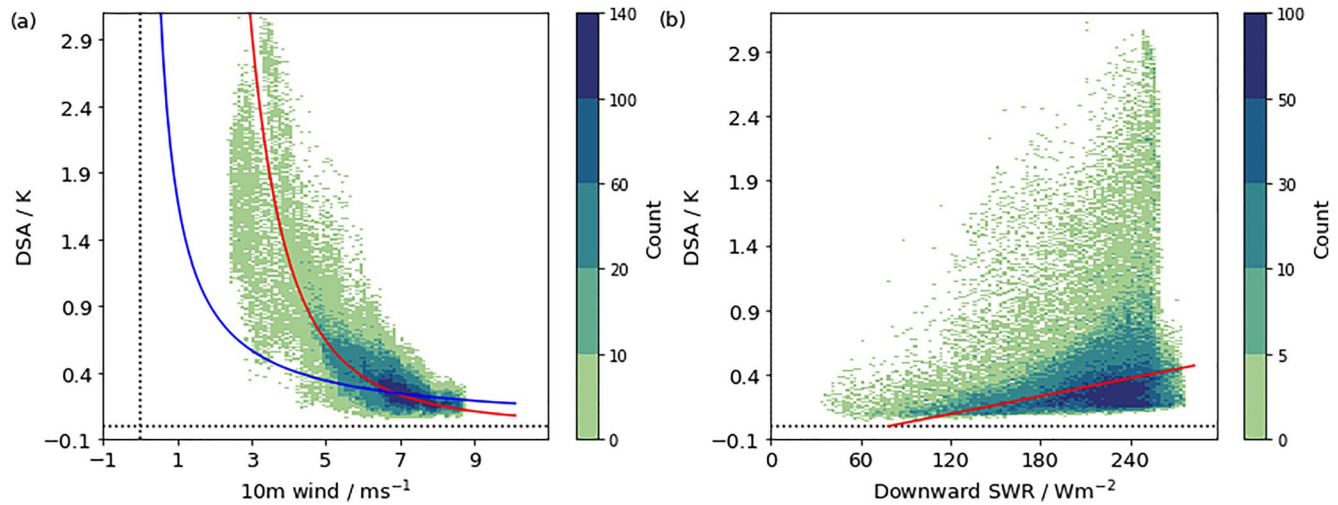 (a)
2.9
2.4
1.9
1.4
0.9
0.4
−0.1
DSA / K
−1 1 3 5 7 9
10m wind / ms⁻¹
140
100
60
20
10
0
Count
(b)
2.9
2.4
1.9
1.4
0.9
0.4
−0.1
DSA / K
0 60 120 180 240
Downward SWR / Wm⁻²
100
50
30
10
5
0
Count